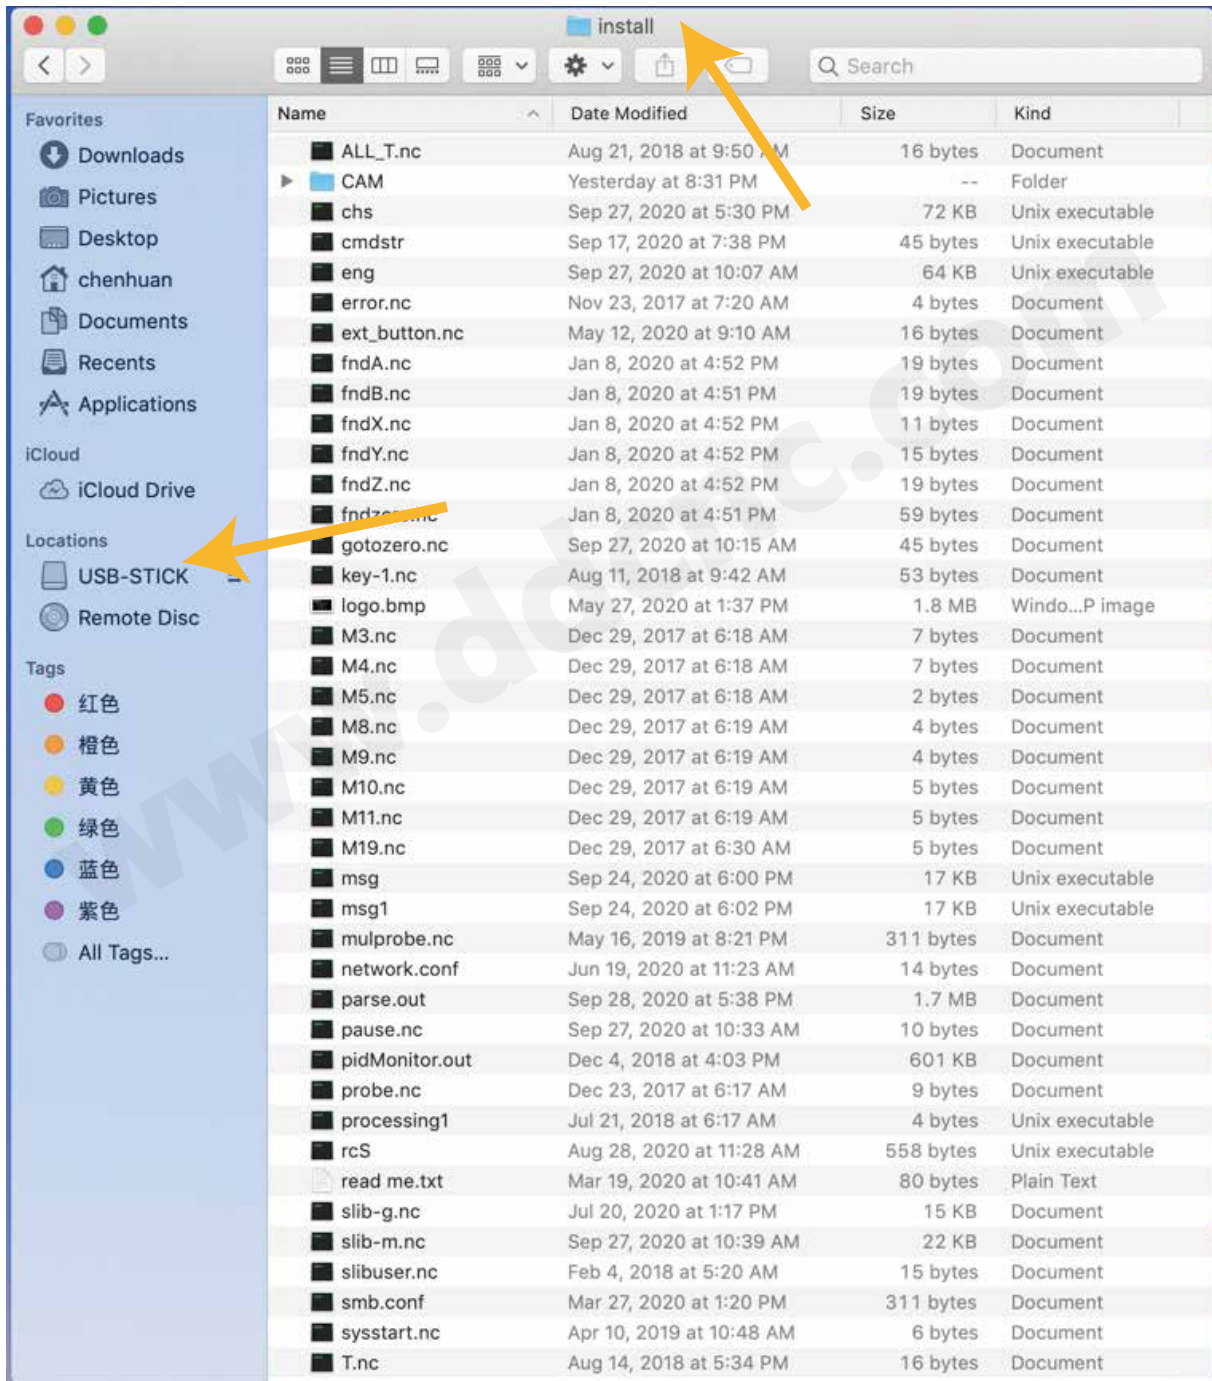 install
Search
Favorites
Downloads
Pictures
Desktop
chenhuan
Documents
Recents
Applications
iCloud
iCloud Drive
Locations
USB-STICK
Remote Disc
Tags
红色
橙色
黄色
绿色
蓝色
紫色
All Tags...
Name Date Modified Size Kind
ALL_T.nc Aug 21, 2018 at 9:50 AM 16 bytes Document
CAM Yesterday at 8:31 PM -- Folder
chs Sep 27, 2020 at 5:30 PM 72 KB Unix executable
cmdstr Sep 17, 2020 at 7:38 PM 45 bytes Unix executable
eng Sep 27, 2020 at 10:07 AM 64 KB Unix executable
error.nc Nov 23, 2017 at 7:20 AM 4 bytes Document
ext_button.nc May 12, 2020 at 9:10 AM 16 bytes Document
fndA.nc Jan 8, 2020 at 4:52 PM 19 bytes Document
fndB.nc Jan 8, 2020 at 4:51 PM 19 bytes Document
fndX.nc Jan 8, 2020 at 4:52 PM 11 bytes Document
fndY.nc Jan 8, 2020 at 4:52 PM 15 bytes Document
fndZ.nc Jan 8, 2020 at 4:52 PM 19 bytes Document
fndzero.nc Jan 8, 2020 at 4:51 PM 59 bytes Document
gotozero.nc Sep 27, 2020 at 10:15 AM 45 bytes Document
key-1.nc Aug 11, 2018 at 9:42 AM 53 bytes Document
logo.bmp May 27, 2020 at 1:37 PM 1.8 MB Windo...P image
M3.nc Dec 29, 2017 at 6:18 AM 7 bytes Document
M4.nc Dec 29, 2017 at 6:18 AM 7 bytes Document
M5.nc Dec 29, 2017 at 6:18 AM 2 bytes Document
M8.nc Dec 29, 2017 at 6:19 AM 4 bytes Document
M9.nc Dec 29, 2017 at 6:19 AM 4 bytes Document
M10.nc Dec 29, 2017 at 6:19 AM 5 bytes Document
M11.nc Dec 29, 2017 at 6:19 AM 5 bytes Document
M19.nc Dec 29, 2017 at 6:30 AM 5 bytes Document
msg Sep 24, 2020 at 6:00 PM 17 KB Unix executable
msg1 Sep 24, 2020 at 6:02 PM 17 KB Unix executable
mulprobe.nc May 16, 2019 at 8:21 PM 311 bytes Document
network.conf Jun 19, 2020 at 11:23 AM 14 bytes Document
parse.out Sep 28, 2020 at 5:38 PM 1.7 MB Document
pause.nc Sep 27, 2020 at 10:33 AM 10 bytes Document
pidMonitor.out Dec 4, 2018 at 4:03 PM 601 KB Document
probe.nc Dec 23, 2017 at 6:17 AM 9 bytes Document
processing1 Jul 21, 2018 at 6:17 AM 4 bytes Unix executable
rcS Aug 28, 2020 at 11:28 AM 558 bytes Unix executable
read me.txt Mar 19, 2020 at 10:41 AM 80 bytes Plain Text
slib-g.nc Jul 20, 2020 at 1:17 PM 15 KB Document
slib-m.nc Sep 27, 2020 at 10:39 AM 22 KB Document
slibuser.nc Feb 4, 2018 at 5:20 AM 15 bytes Document
smb.conf Mar 27, 2020 at 1:20 PM 311 bytes Document
sysstart.nc Apr 10, 2019 at 10:48 AM 6 bytes Document
T.nc Aug 14, 2018 at 5:34 PM 16 bytes Document
www.ddcnc.com